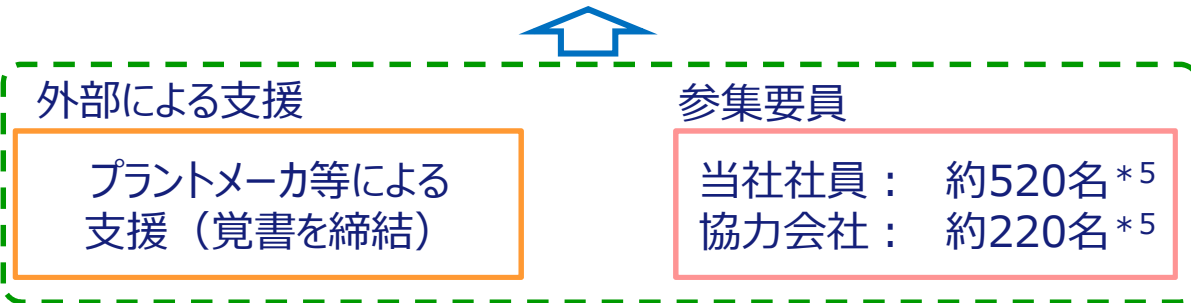 外部による支援
プラントメーカ等による
支援（覚書を締結）
参集要員
当社社員： 約520名*5
協力会社： 約220名*5